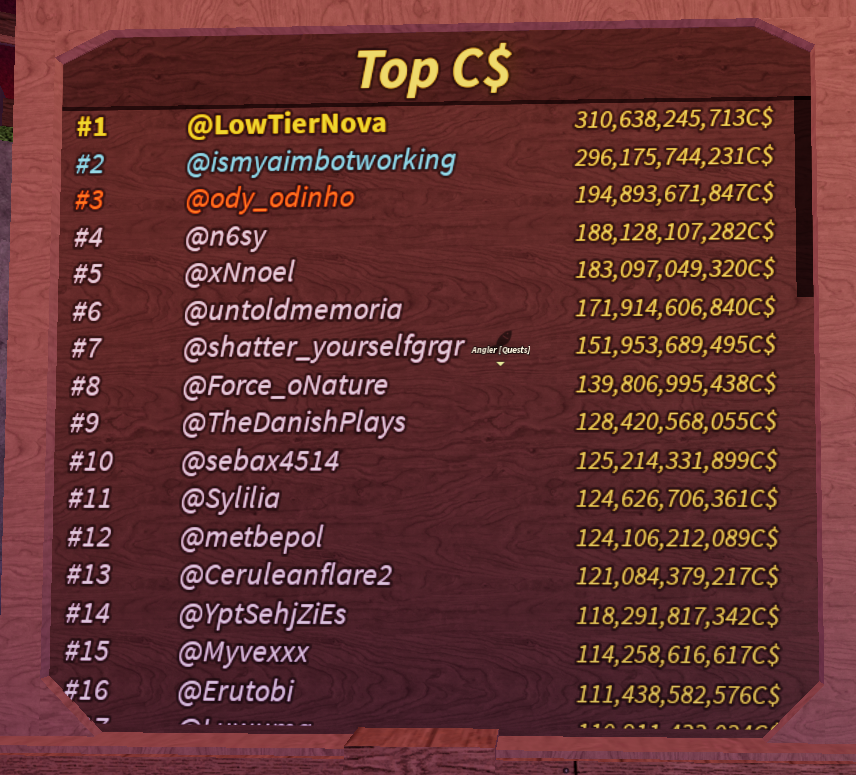 Top C$
#1 @LowTierNova 310,638,245,713C$
#2 @ismyaimbotworking 296,175,744,231C$
#3 @ody_odinho 194,893,671,847C$
#4 @n6sy 188,128,107,282C$
#5 @xNnoel 183,097,049,320C$
#6 @untoldmemoria 171,914,606,840C$
#7 @shatter_yourselfgrgr 151,953,689,495C$
Angler [Quests]
#8 @Force_oNature 139,806,995,438C$
#9 @TheDanishPlays 128,420,568,055C$
#10 @sebax4514 125,214,331,899C$
#11 @Sylilia 124,626,706,361C$
#12 @metbepol 124,106,212,089C$
#13 @Ceruleanflare2 121,084,379,217C$
#14 @YptSehjZiEs 118,291,817,342C$
#15 @Myvexxx 114,258,616,617C$
#16 @Erutobi 111,438,582,576C$